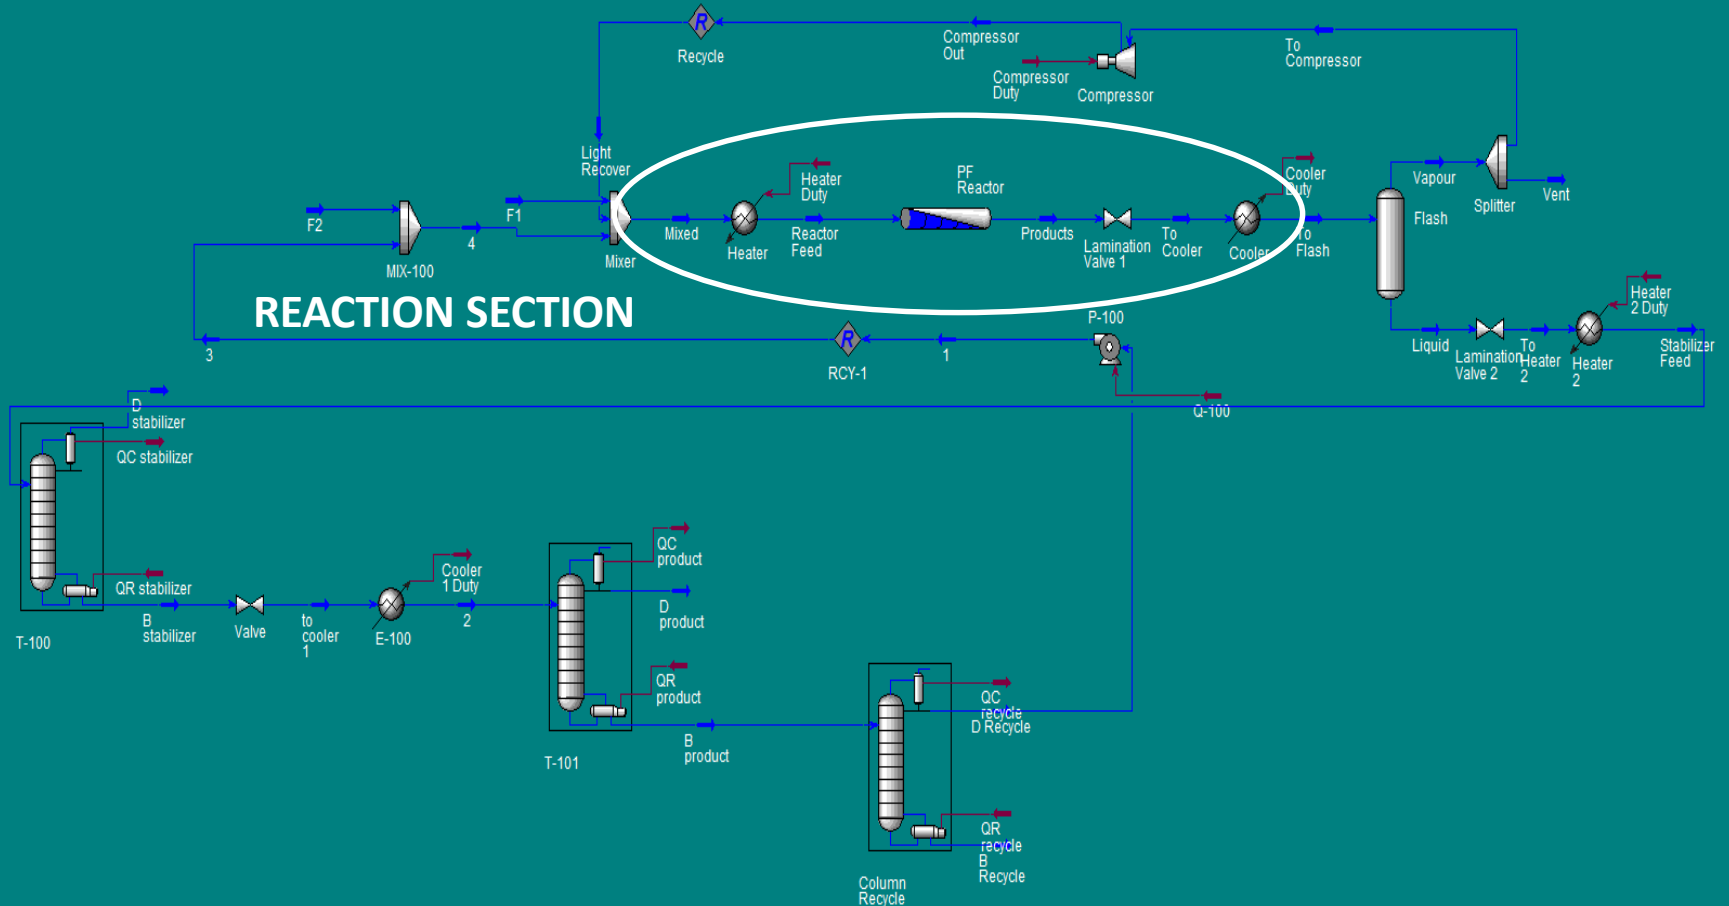 R
Recycle
Compressor
Out
To
Compressor
Compressor
Duty
Compressor
Light
Recover
Heater
Duty
PF
Reactor
Cooler
Duty
Vapour
Splitter
Vent
F2
F1
4
MIX-100
Mixer
Mixed
Heater
Reactor
Feed
Products
Lamination
Valve 1
To
Cooler
Cooler
To
Flash
Flash
REACTION SECTION
Heater
2 Duty
P-100
3
R
RCY-1
1
Liquid
Lamination
Valve 2
To
Heater
2
Heater
2
Stabilizer
Feed
Q-100
D
stabilizer
QC stabilizer
QR stabilizer
B
stabilizer
T-100
Valve
to
cooler
1
Cooler
1 Duty
E-100
2
QC
product
D
product
QR
product
T-101
B
product
QC
recycle
D Recycle
QR
recycle
B
Recycle
Column
Recycle